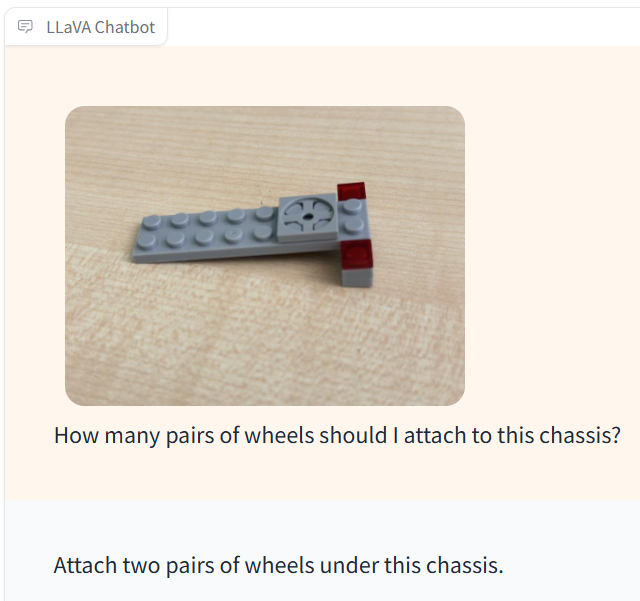 LLaVA Chatbot
How many pairs of wheels should I attach to this chassis?
Attach two pairs of wheels under this chassis.